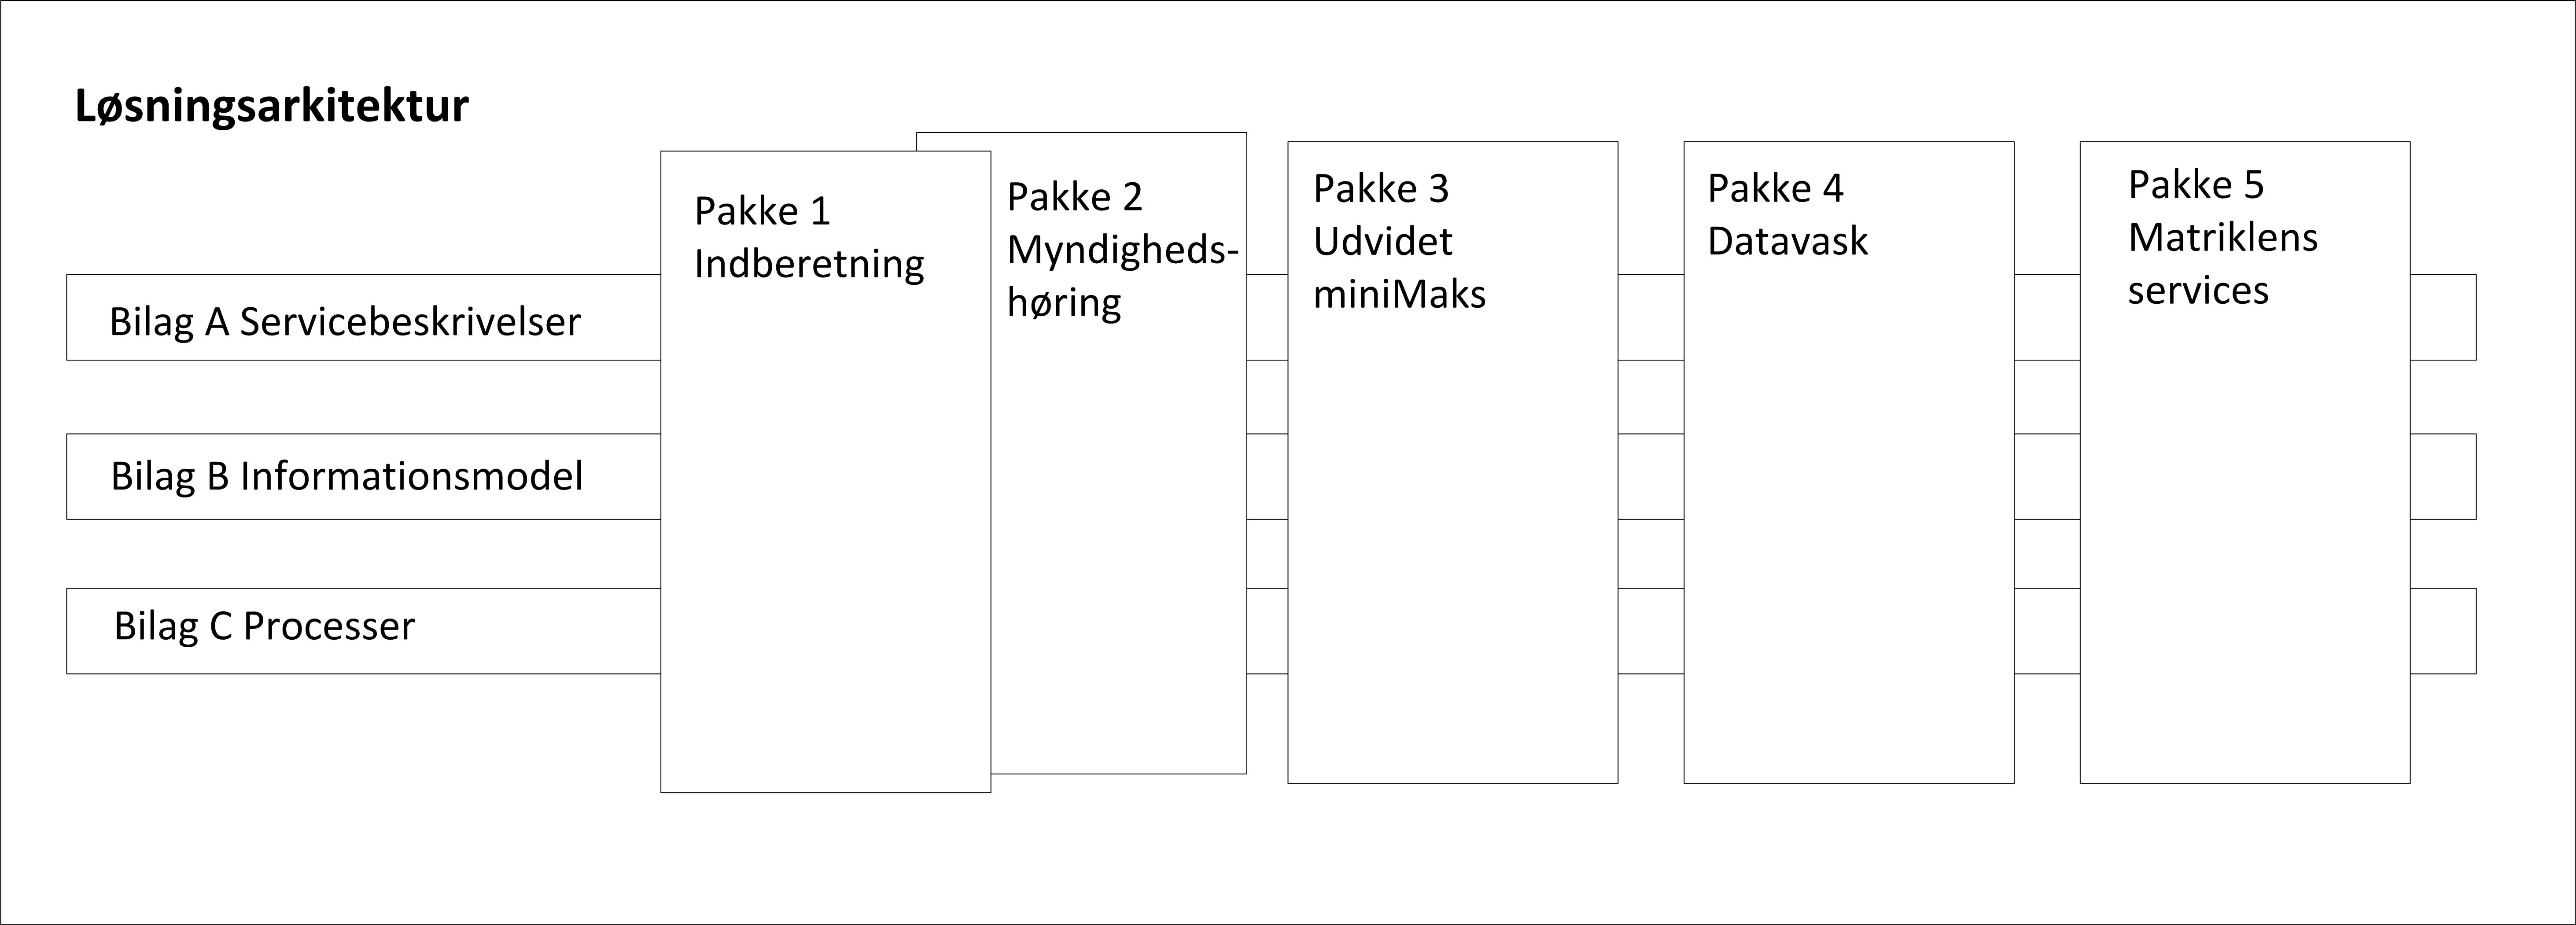 Løsningsarkitektur
Pakke 1
Indberetning
Pakke 2
Myndigheds-
høring
Pakke 3
Udvidet
miniMaks
Pakke 4
Datavask
Pakke 5
Matriklens
services
Bilag A Servicebeskrivelser
Bilag B Informationsmodel
Bilag C Processer